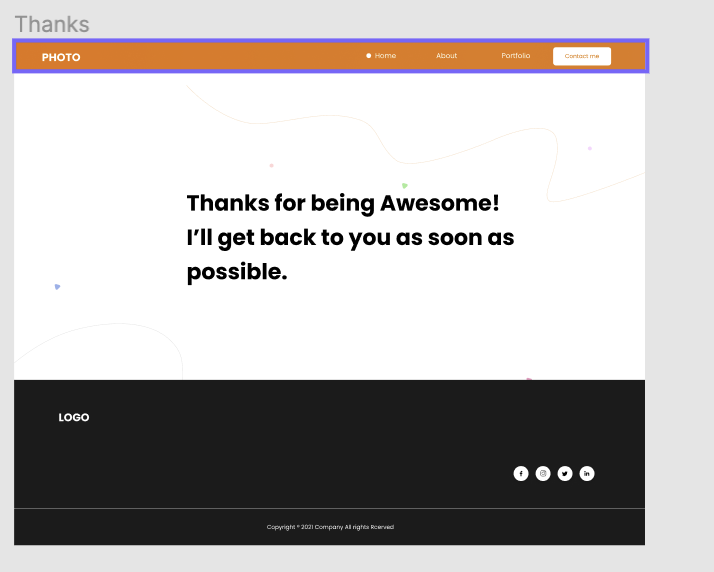 Thanks
PHOTO
Home
About
Portfolio
Contact me
Thanks for being Awesome!
I'll get back to you as soon as
possible.
LOGO
Copyright ® 2021 Company All rights Rcerved